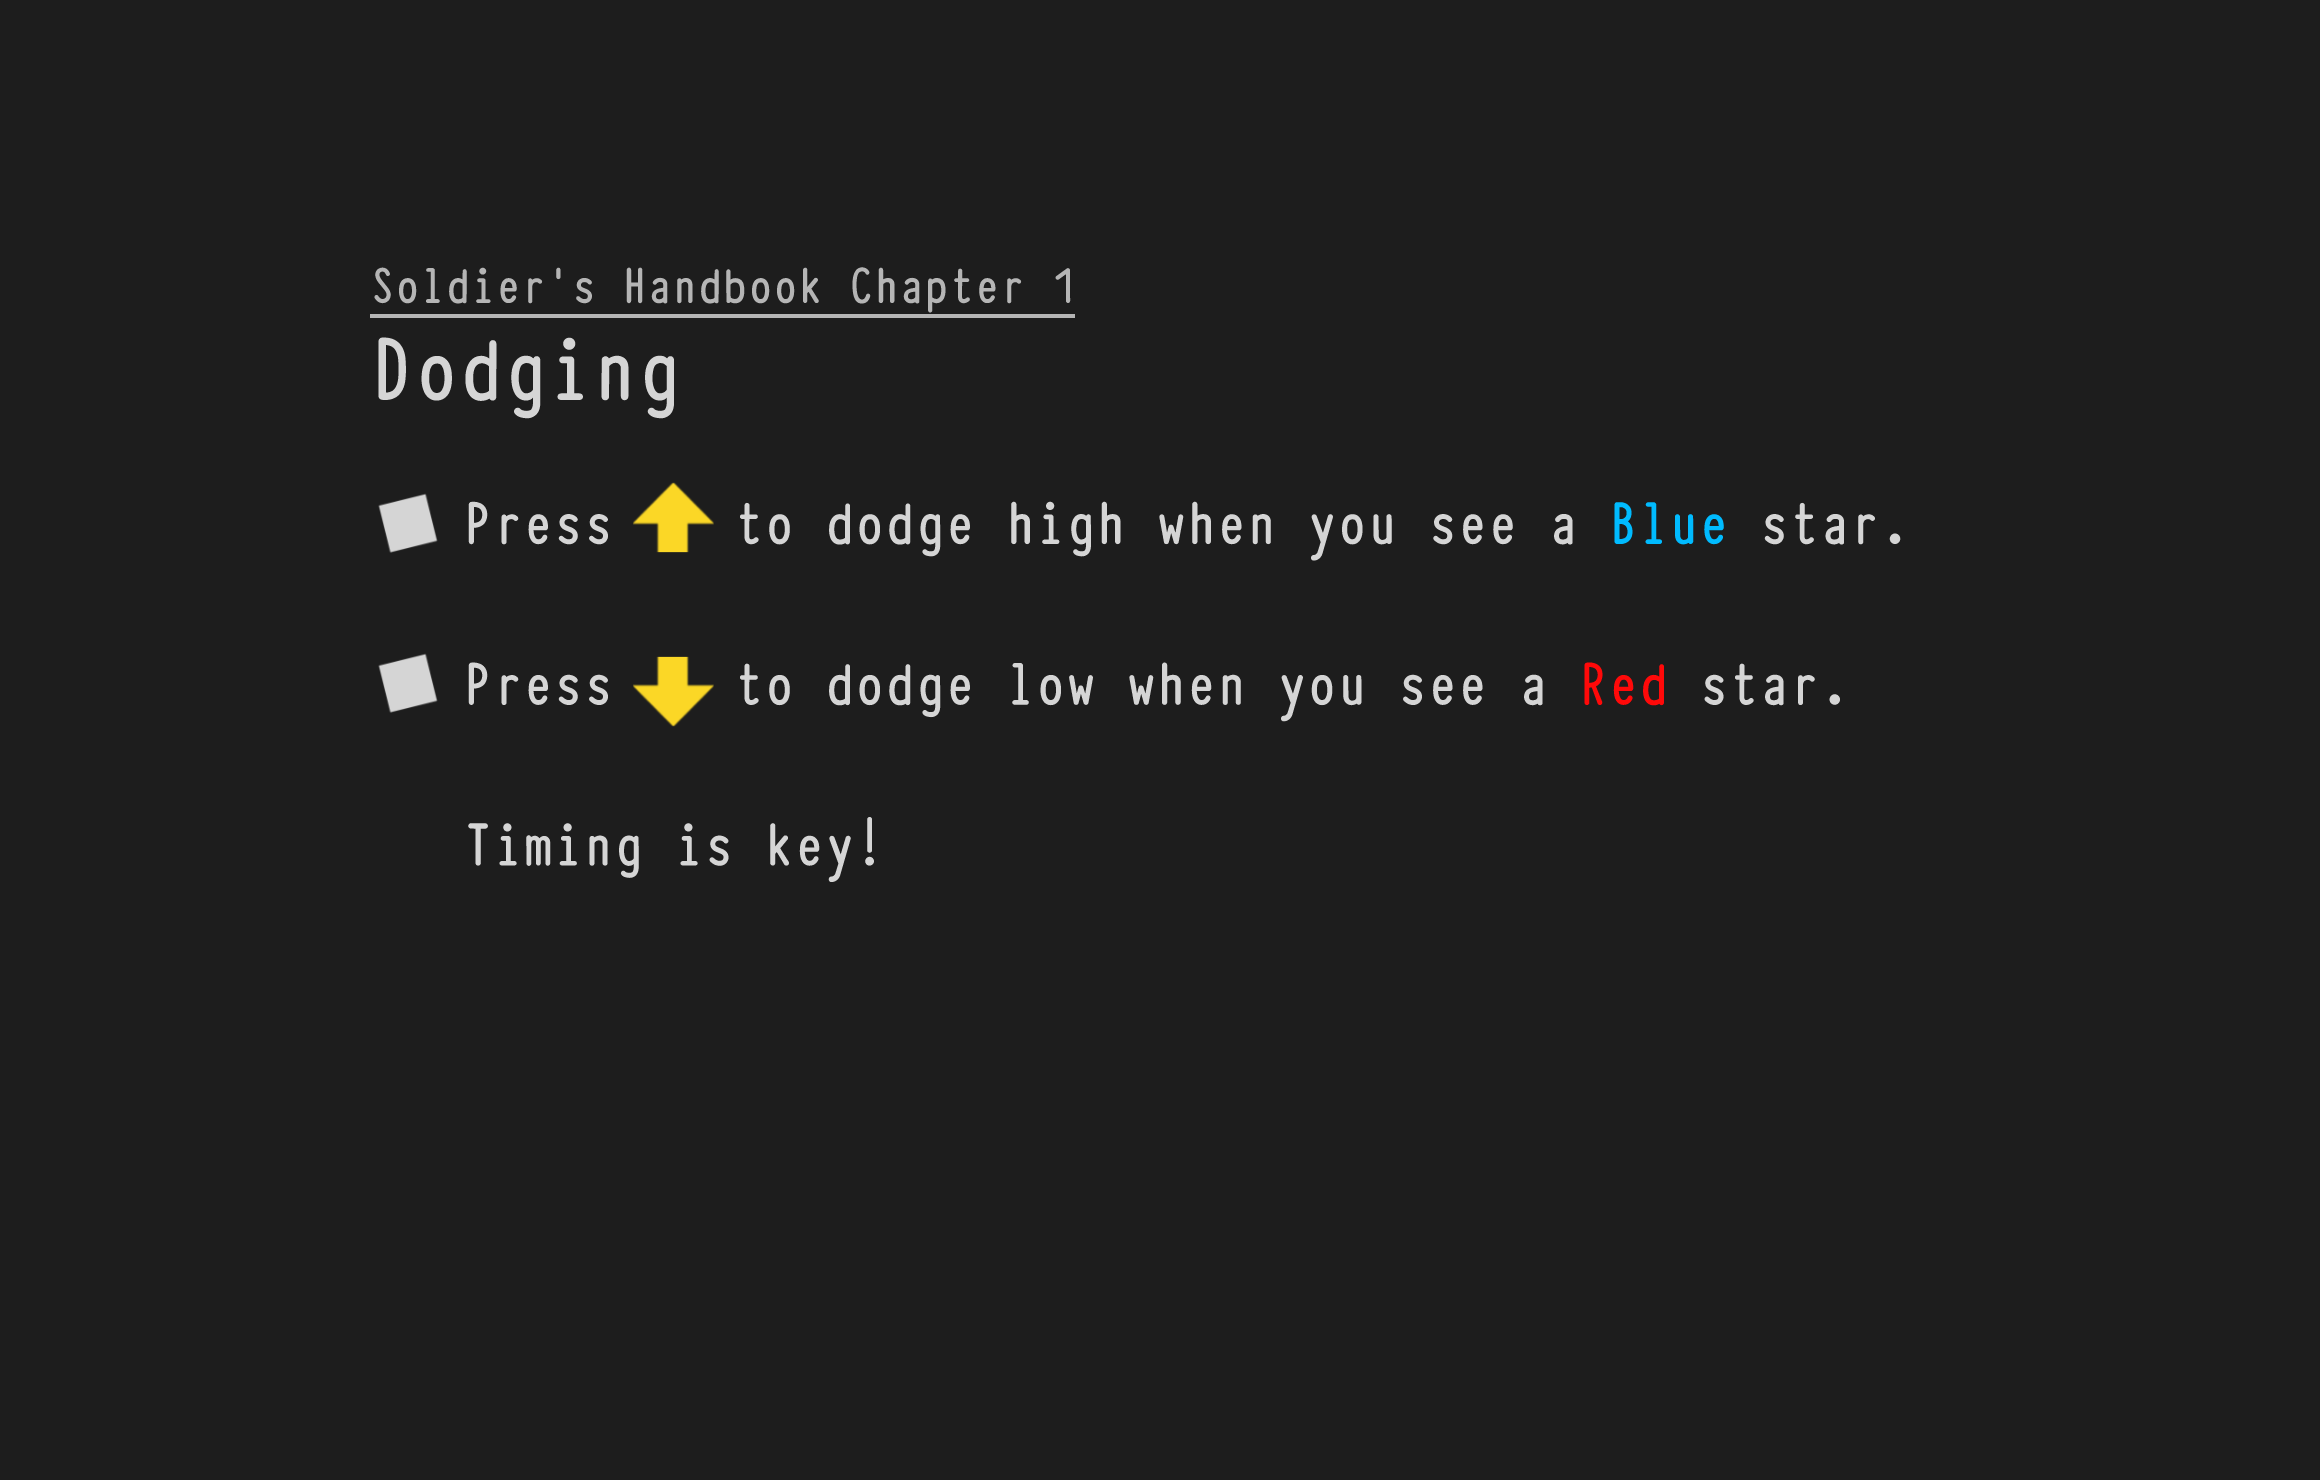 Soldier's Handbook Chapter 1
Dodging
Press to dodge high when you see a Blue star.
Press to dodge low when you see a Red star.
Timing is key!